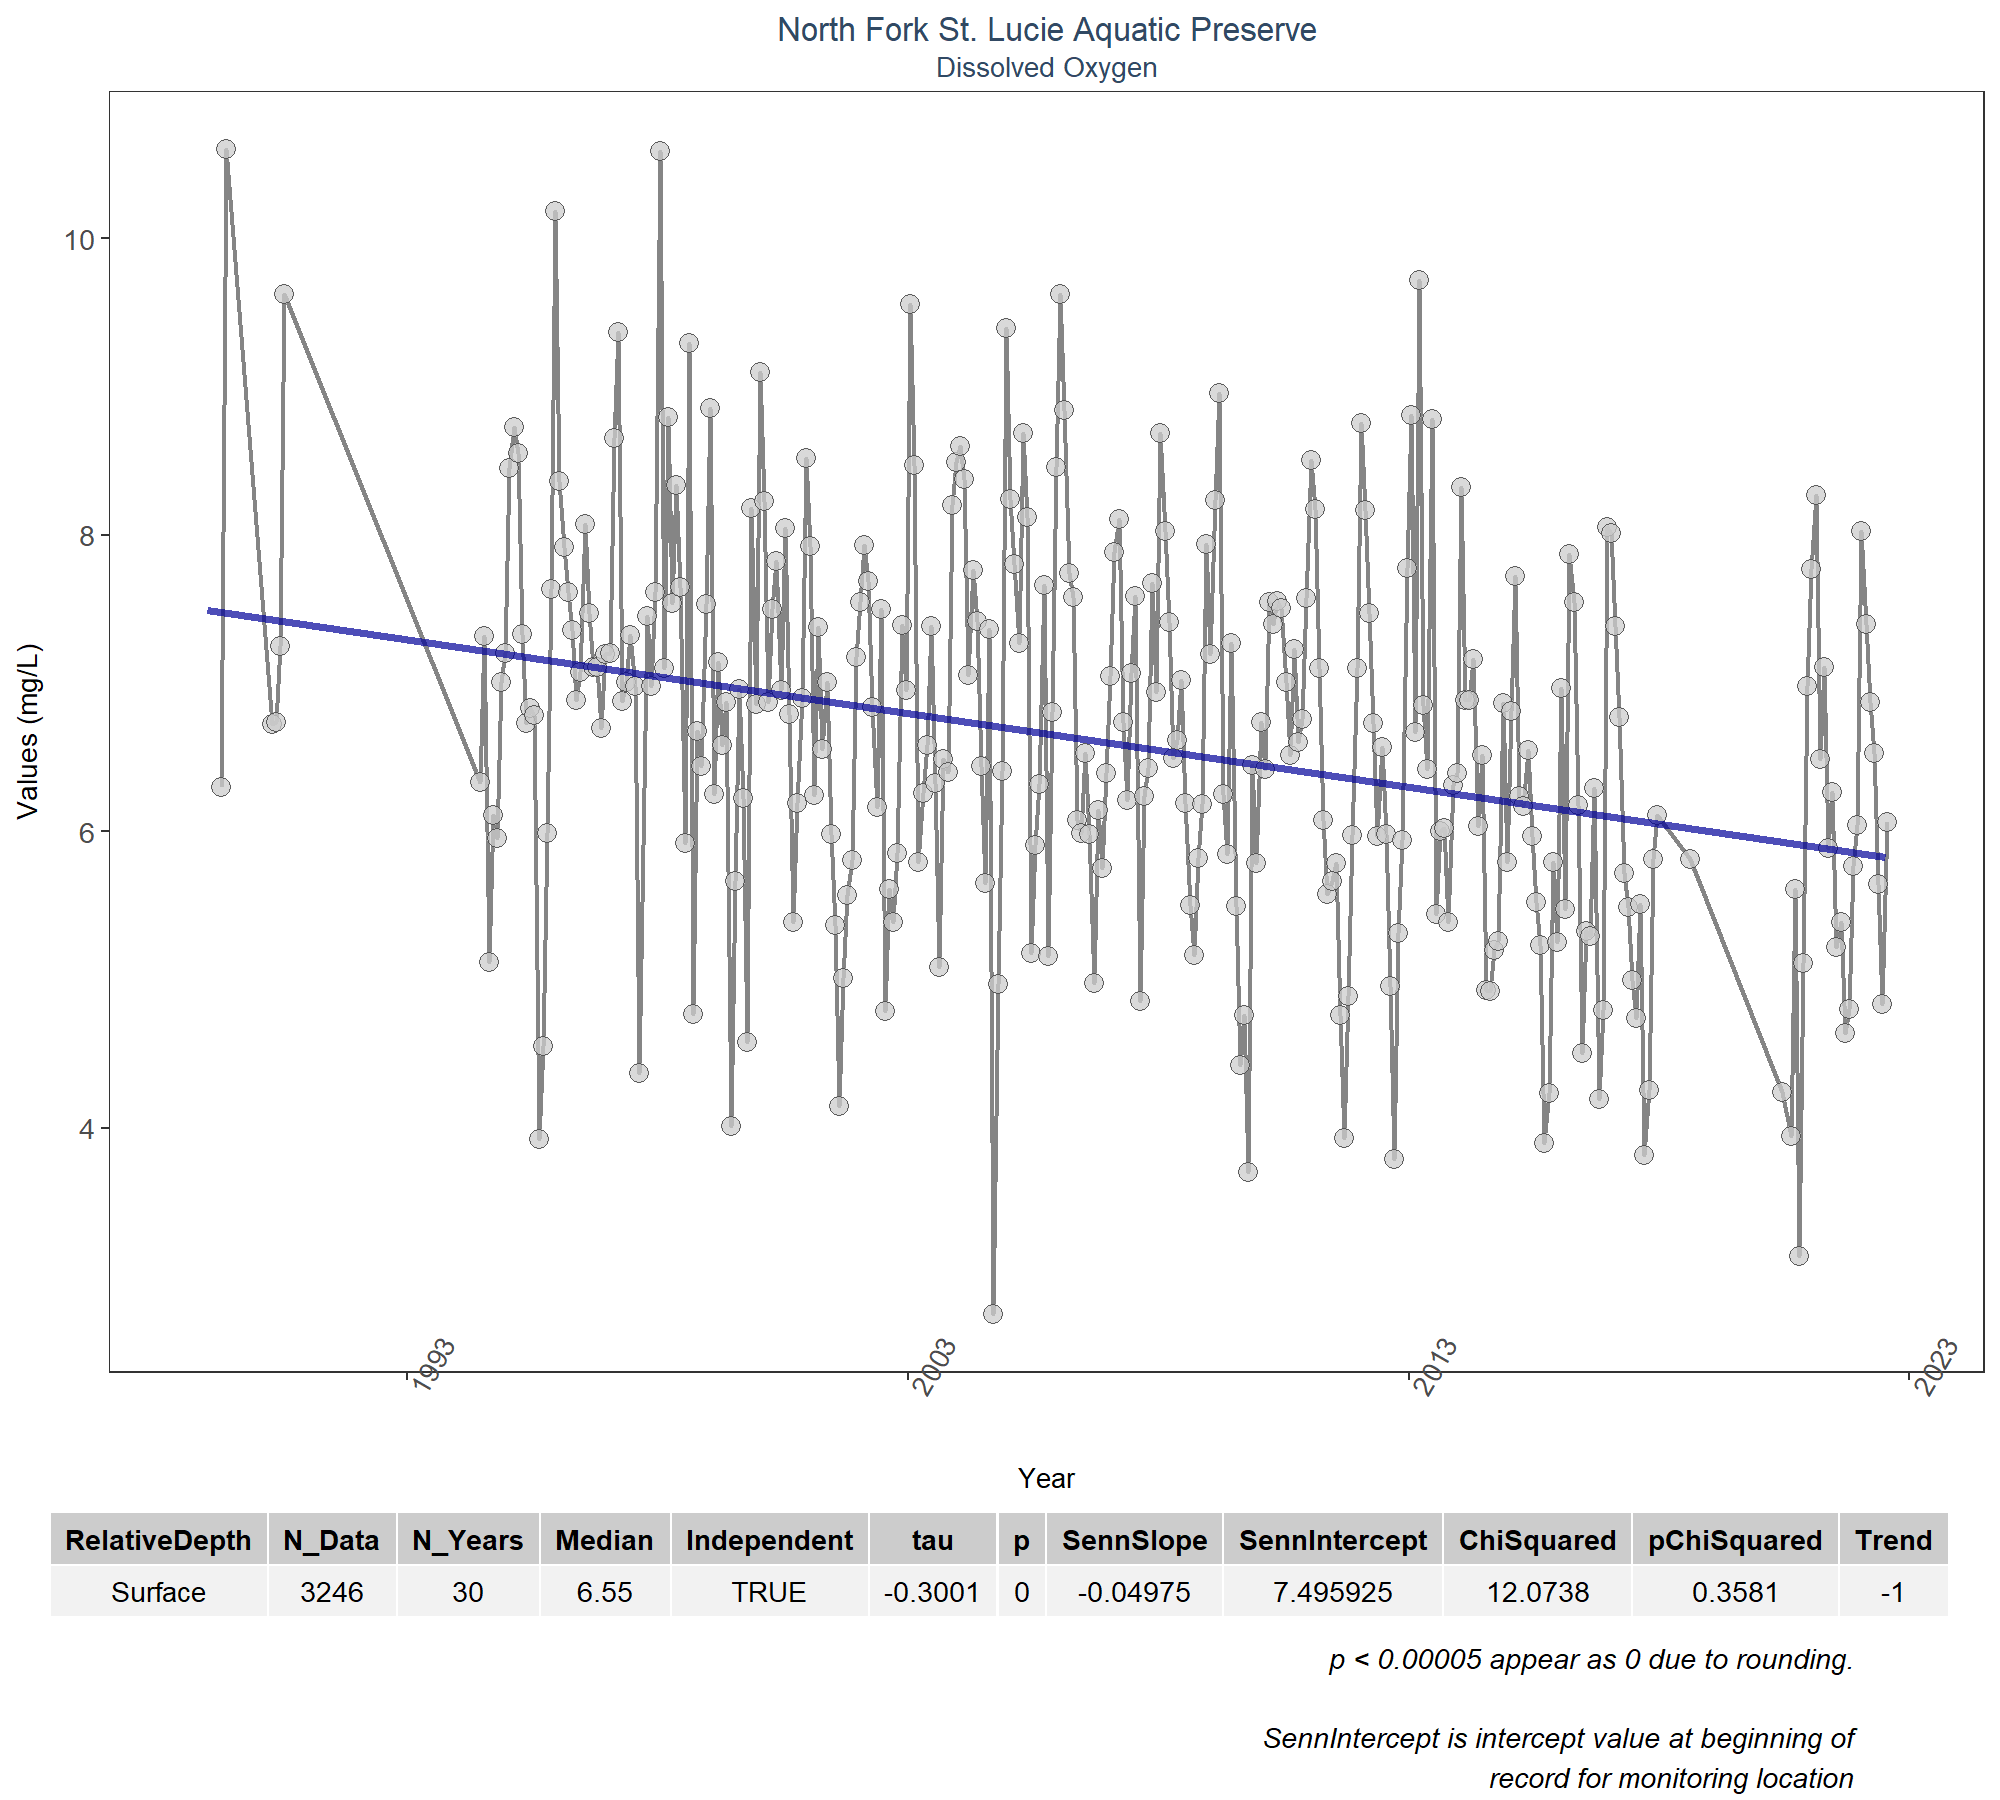 North Fork St. Lucie Aquatic Preserve
Dissolved Oxygen
10
8
6
4
Values (mg/L)
1993 2003 2013 2023
Year
RelativeDepth N_Data N_Years Median Independent tau p SennSlope SennIntercept ChiSquared pChiSquared Trend
Surface 3246 30 6.55 TRUE -0.3001 0 -0.04975 7.495925 12.0738 0.3581 -1
p < 0.00005 appear as 0 due to rounding.
SennIntercept is intercept value at beginning of
record for monitoring location